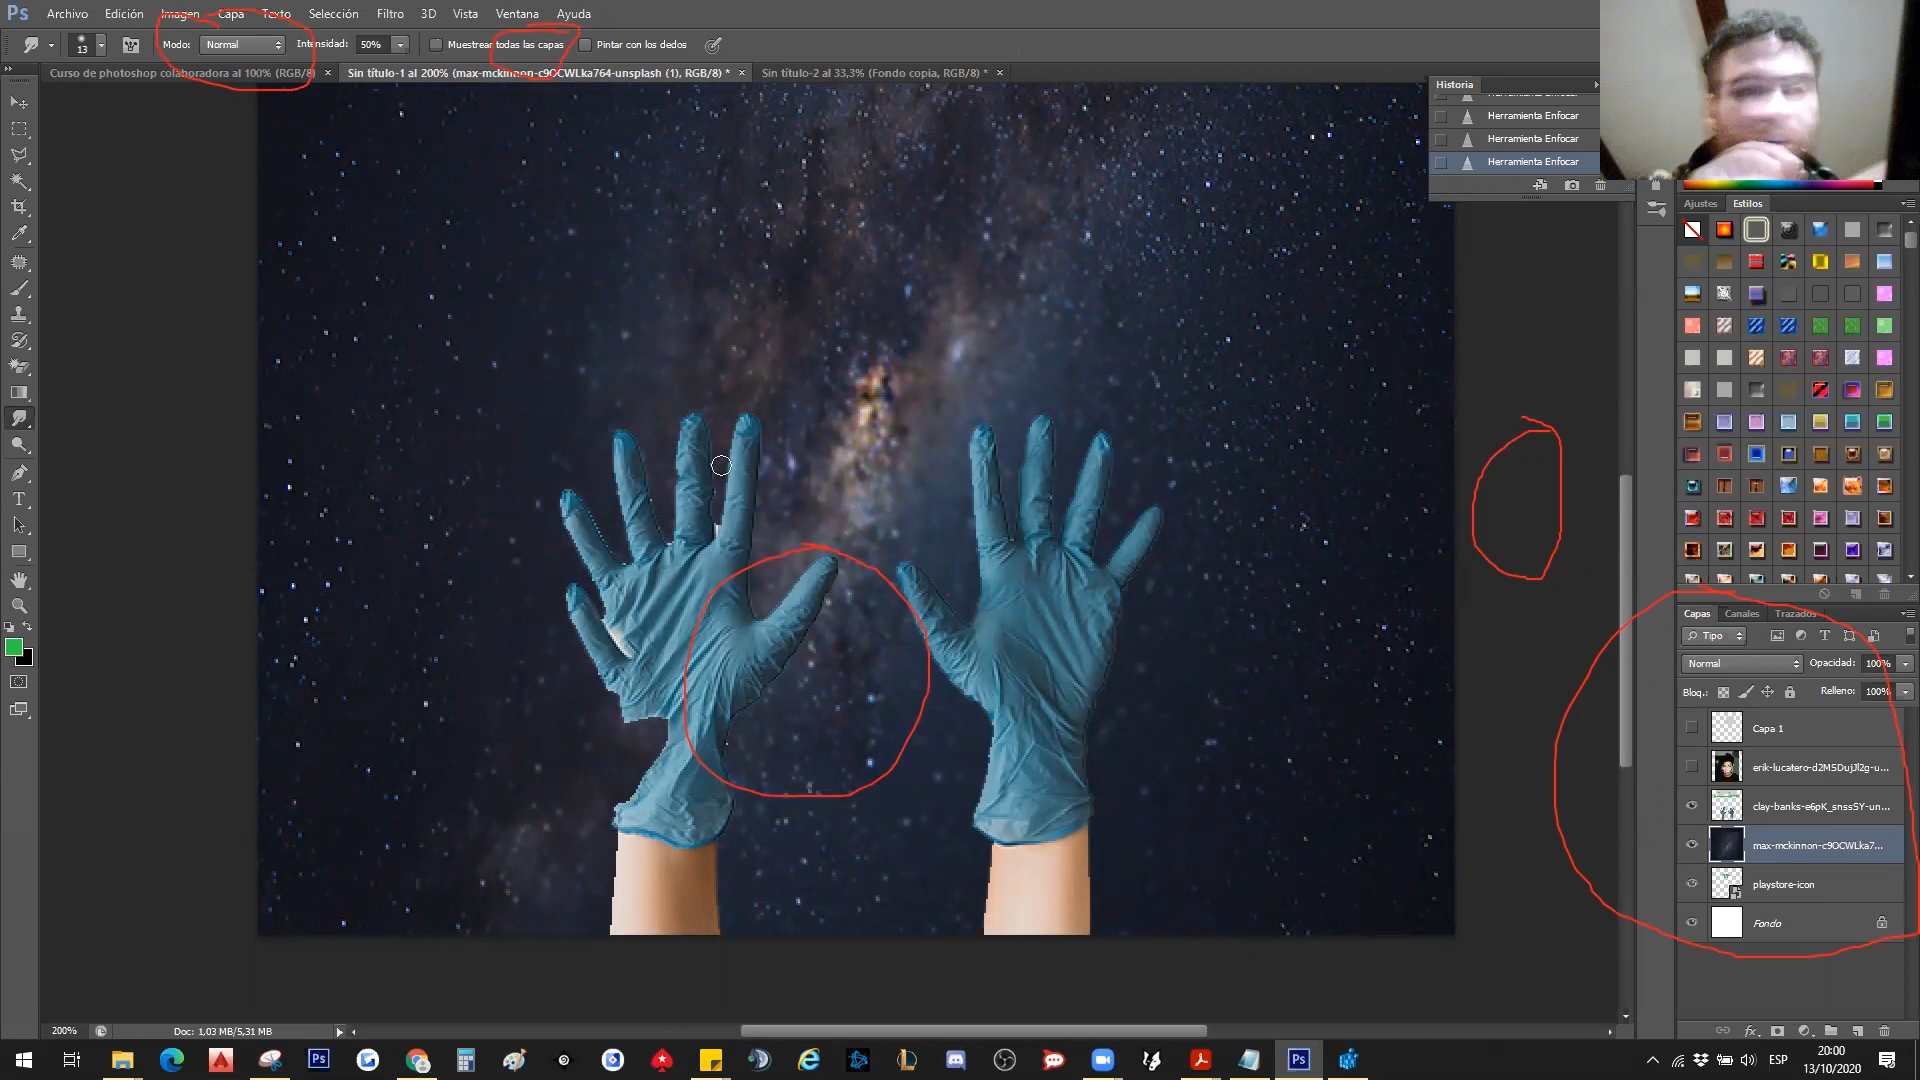 Ps Archivo Edición Imagen Capa Texto Selección Filtro 3D Vista Ventana Ayuda
13 Modo: Normal Intensidad: 50% Muestrear todas las capas Pintar con los dedos
Curso de photoshop colaboradora al 100% (RGB/8) × Sin título-1 al 200% (max-mckinnon-c9OCWLka764-unsplash (1), RGB/8) * × Sin título-2 al 33,3% (Fondo copia, RGB/8) * ×
Historia
Herramienta Enfocar
Herramienta Enfocar
Herramienta Enfocar
Herramienta Enfocar
Ajustes Estilos
Capas Canales Trazados
Tipo
Normal Opacidad: 100%
Bloq.: Relleno: 100%
Capa 1
erik-lucatero-d2MSDujJl2g-u...
clay-banks-e6pK_snssSY-un...
max-mckinnon-c9OCWLka7...
playstore-icon
Fondo
200% Doc: 1,03 MB/5,31 MB
ESP
20:00
13/10/2020